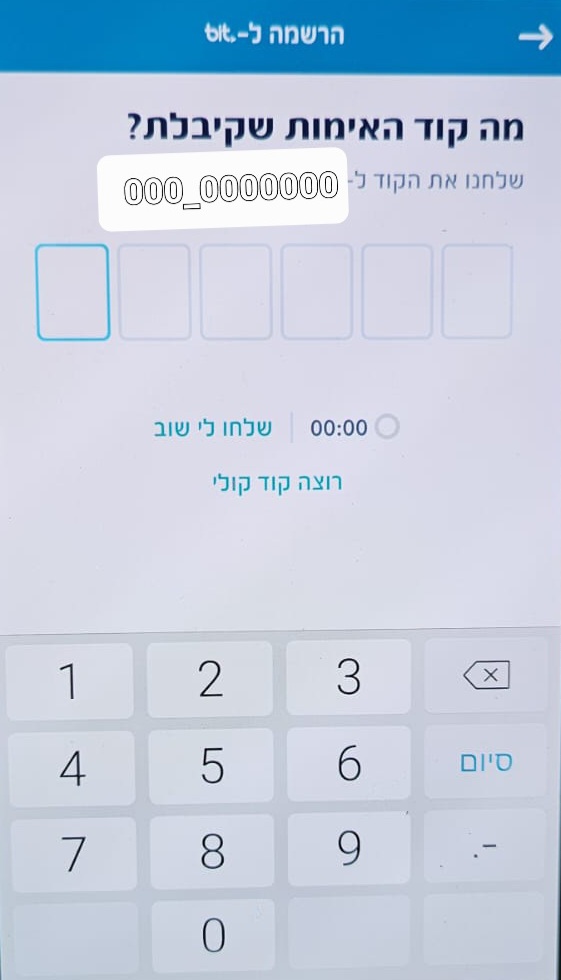 הרשמה ל-bit.
מה קוד האימות שקיבלת?
שלחנו את הקוד ל- 000_0000000
00:00 | שלחו לי שוב
רוצה קוד קולי
1 2 3
4 5 6 סיום
7 8 9 .-
0